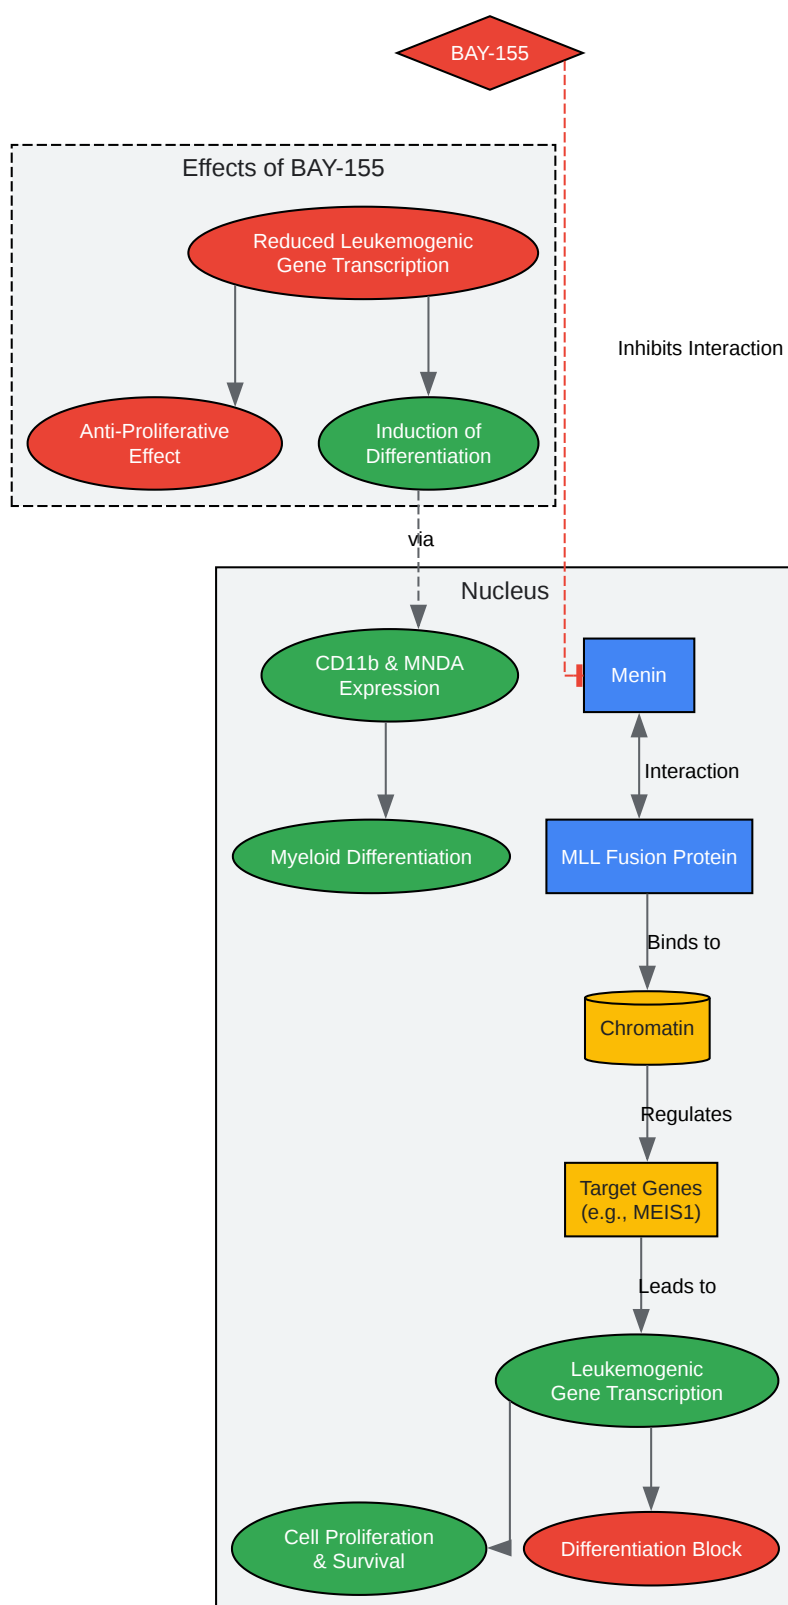 BAY-155
Effects of BAY-155
Reduced Leukemogenic
Gene Transcription
Inhibits Interaction
Anti-Proliferative
Effect
Induction of
Differentiation
via
Nucleus
CD11b & MNDA
Expression
Menin
Interaction
Myeloid Differentiation
MLL Fusion Protein
Binds to
Chromatin
Regulates
Target Genes
(e.g., MEIS1)
Leads to
Leukemogenic
Gene Transcription
Cell Proliferation
& Survival
Differentiation Block